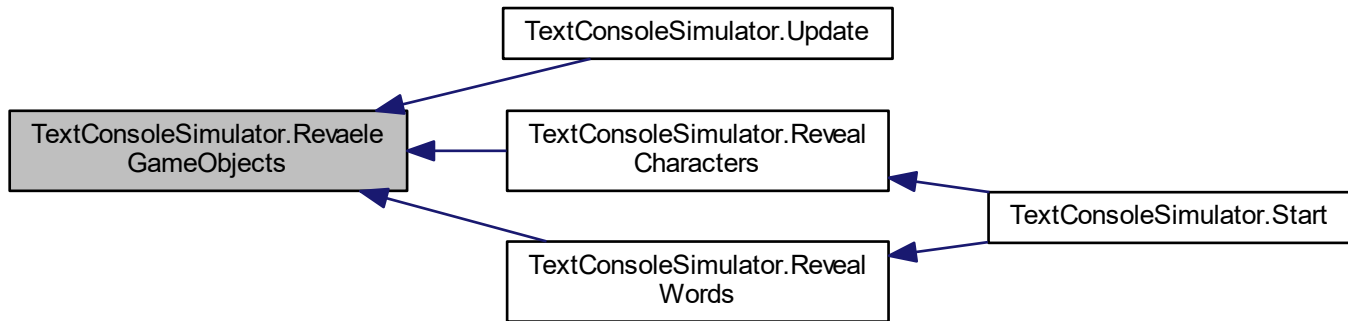 TextConsoleSimulator.Update
TextConsoleSimulator.Revaele
GameObjects
TextConsoleSimulator.Reveal
Characters
TextConsoleSimulator.Start
TextConsoleSimulator.Reveal
Words